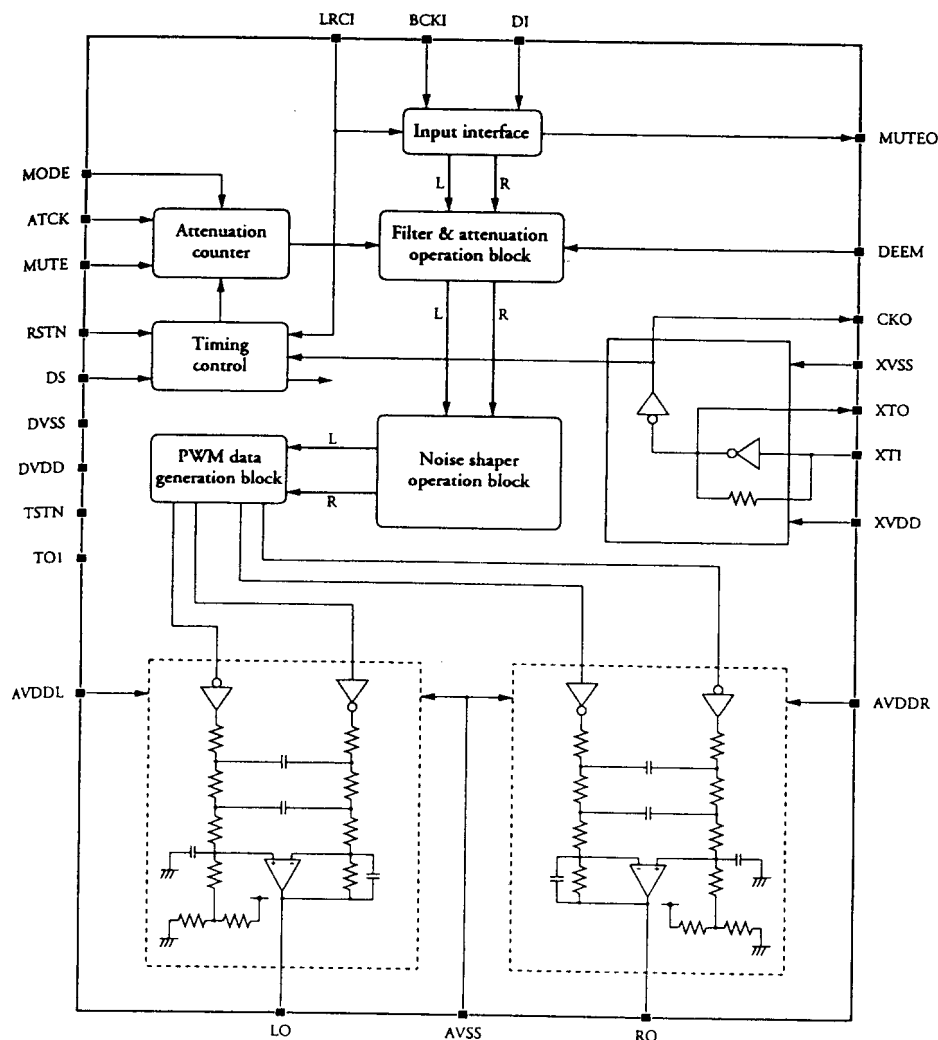 LRCI
BCKI
DI
Input interface
MUTEO
MODE
L
R
ATCK
Attenuation
counter
Filter & attenuation
operation block
MUTE
DEEM
L
R
CKO
RSTN
Timing
control
XVSS
DS
XTO
DVSS
L
PWM data
generation block
Noise shaper
operation block
XTI
DVDD
R
TSTN
XVDD
TO1
AVDDL
AVDDR
+
-
-
+
LO
AVSS
RO